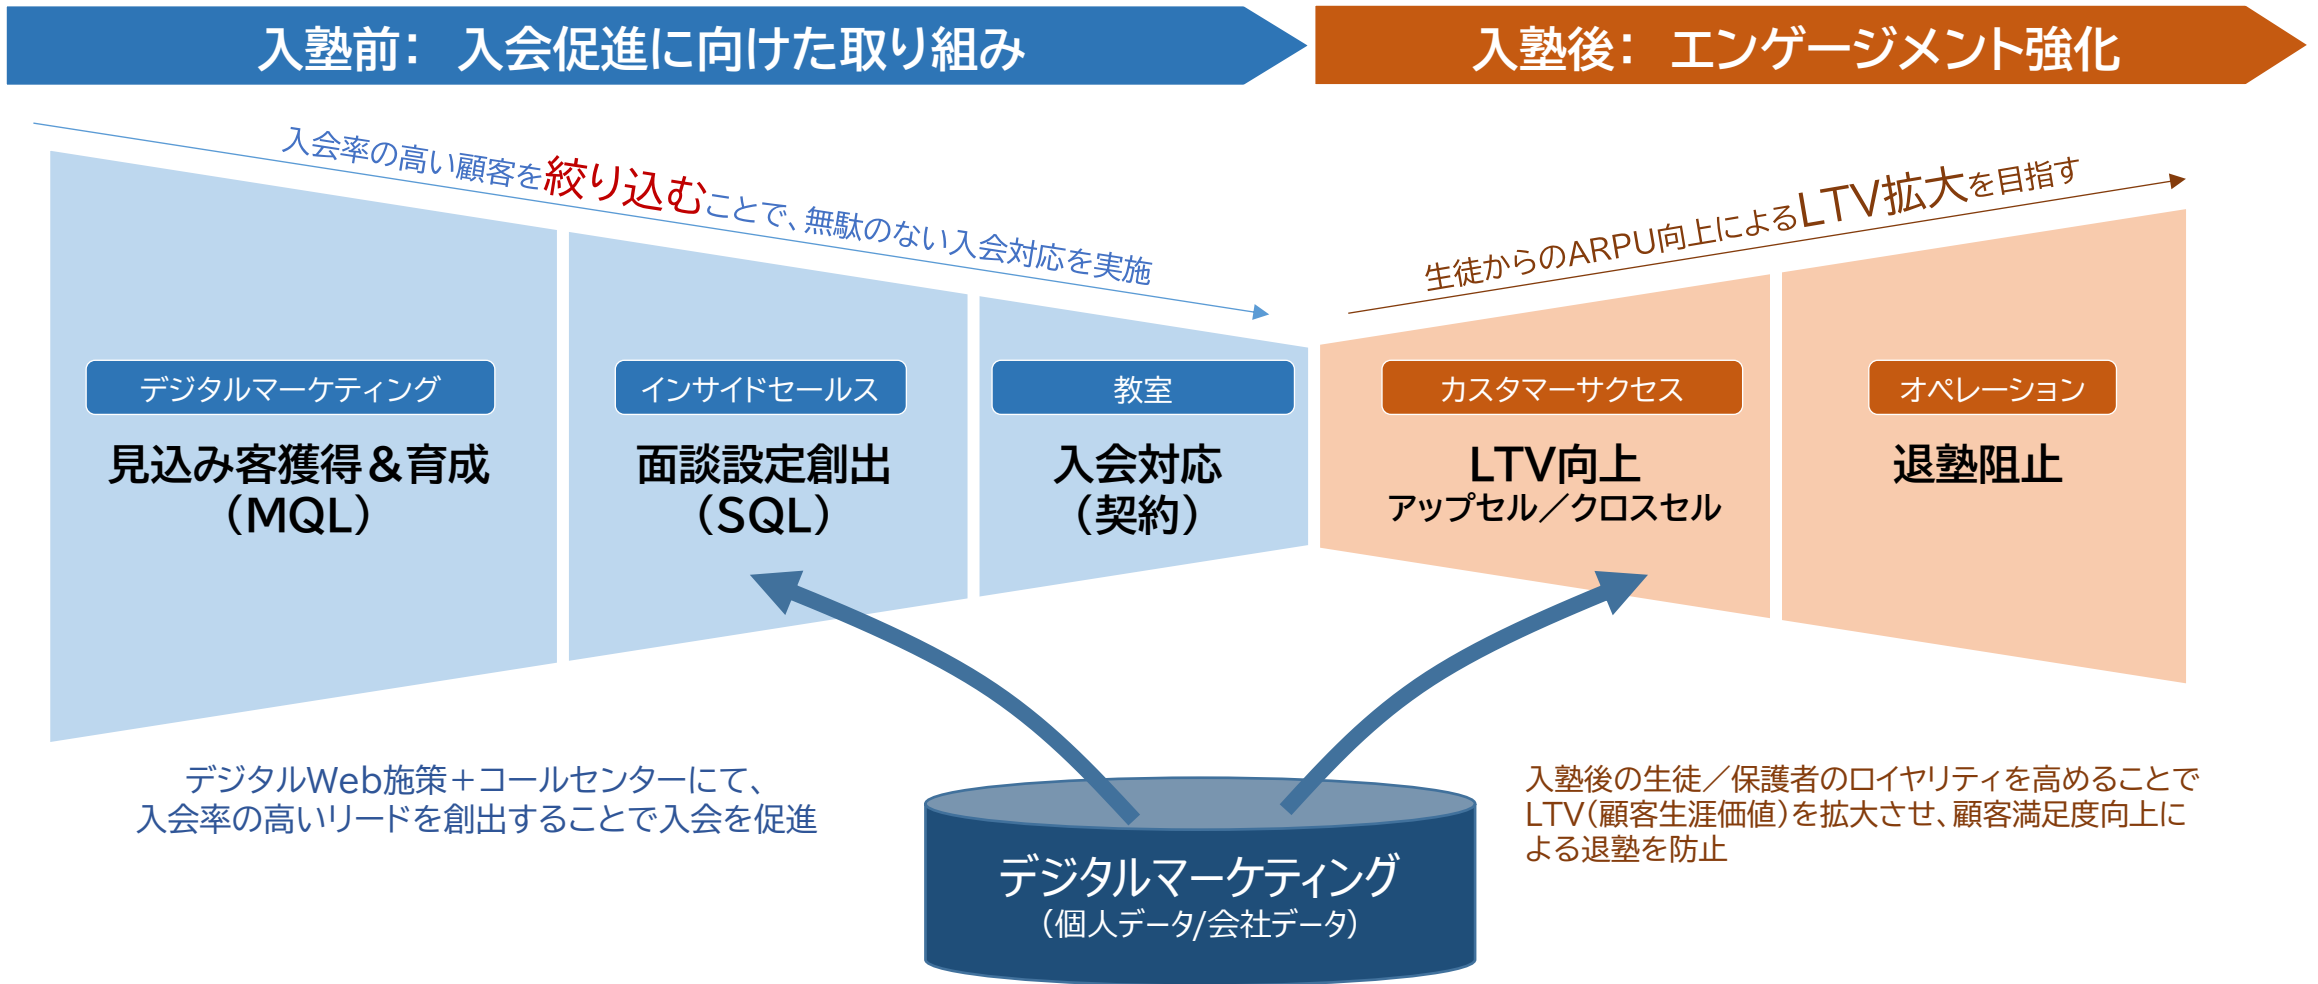 入塾前： 入会促進に向けた取り組み
入塾後： エンゲージメント強化
入会率の高い顧客を絞り込むことで、無駄のない入会対応を実施
生徒からのARPU向上によるLTV拡大を目指す
デジタルマーケティング
見込み客獲得＆育成
（MQL）
インサイドセールス
面談設定創出
（SQL）
教室
入会対応
（契約）
カスタマーサクセス
LTV向上
アップセル／クロスセル
オペレーション
退塾阻止
デジタルWeb施策＋コールセンターにて、
入会率の高いリードを創出することで入会を促進
入塾後の生徒／保護者のロイヤリティを高めることで
LTV（顧客生涯価値）を拡大させ、顧客満足度向上に
よる退塾を防止
デジタルマーケティング
（個人データ/会社データ）